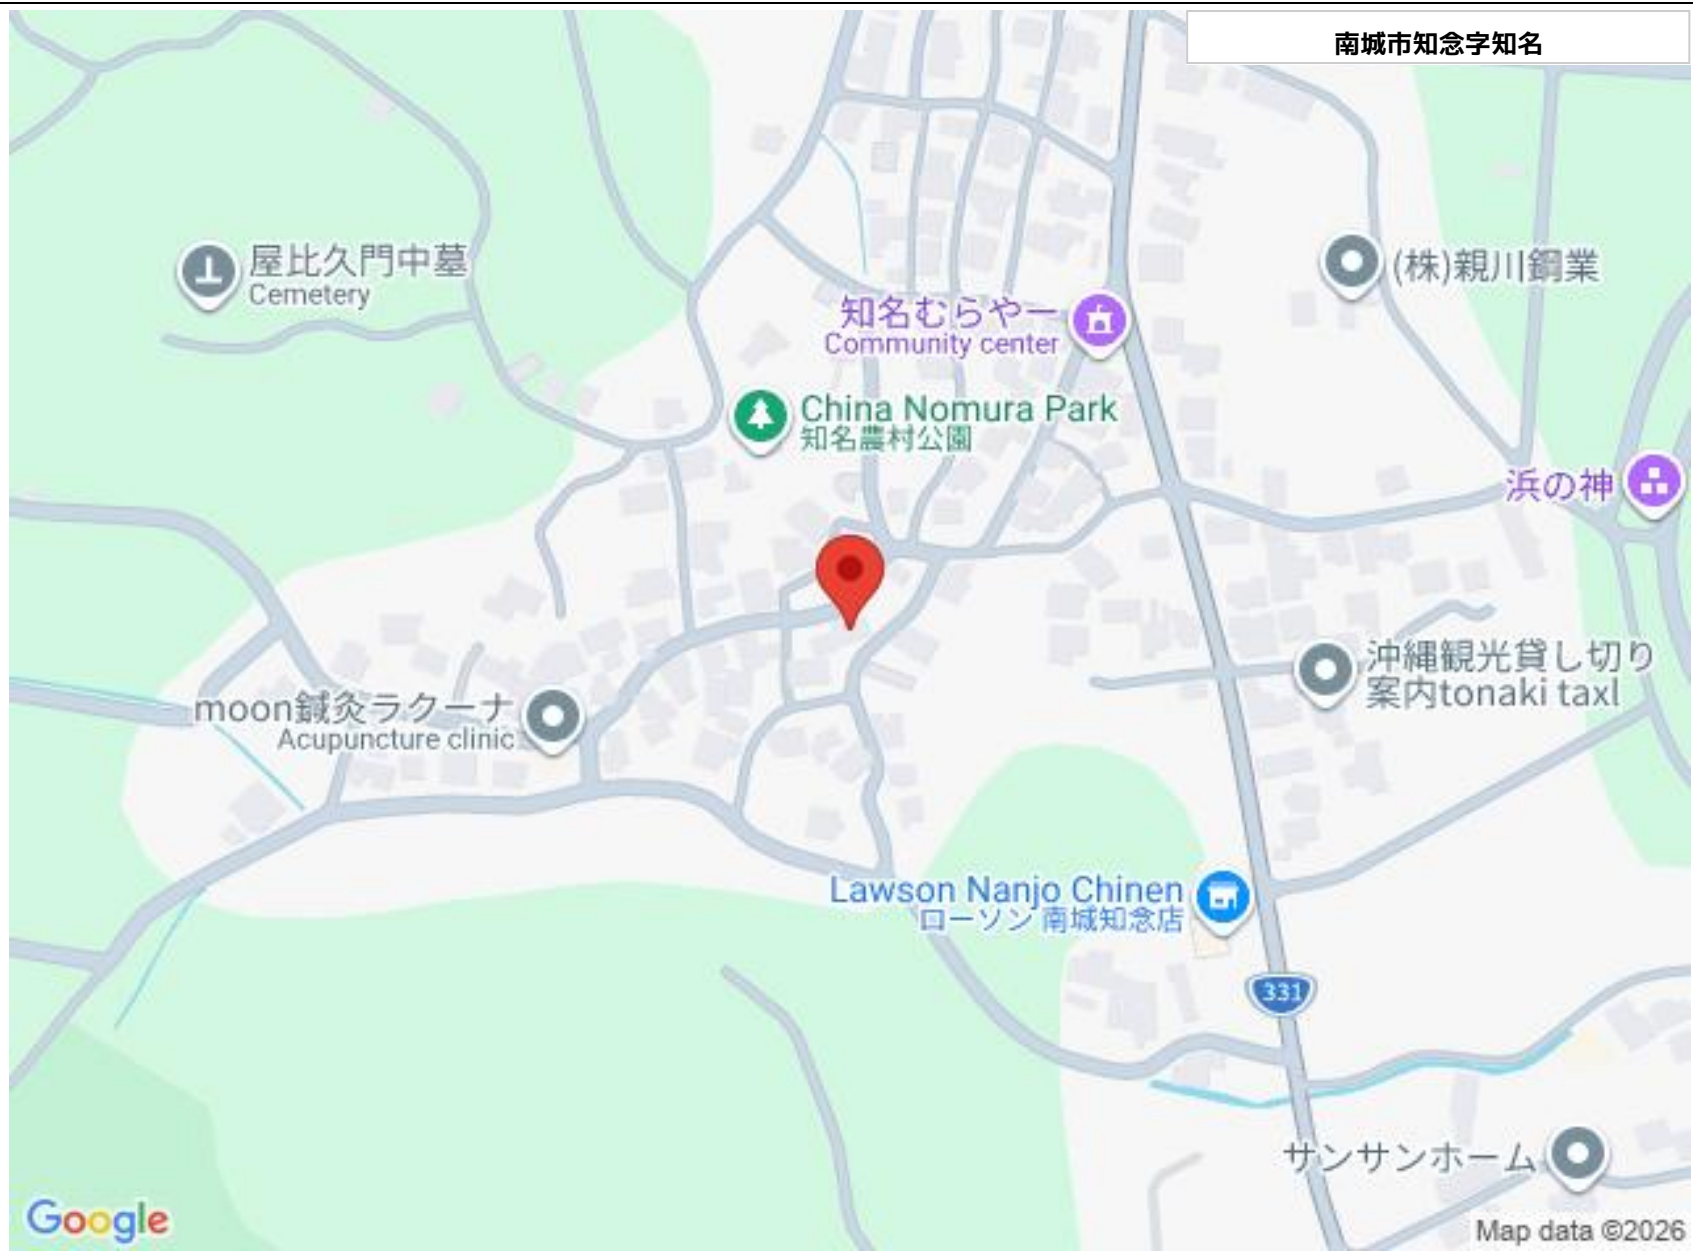 南城市知念字知名
屋比久門中墓
Cemetery
(株)親川鋼業
知名むらやー
Community center
China Nomura Park
知名農村公園
浜の神
沖縄観光貸し切り
案内tonaki taxl
moon鍼灸ラクーナ
Acupuncture clinic
Lawson Nanjo Chinen
ローソン 南城知念店
331
サンサンホーム
Google
Map data ©2026